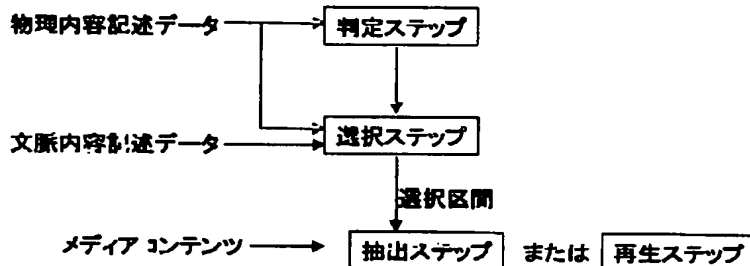 物理内容記述データ 判定ステップ
文脈内容記述データ 選択ステップ
選択区間
メディアコンテンツ 抽出ステップ または 再生ステップ